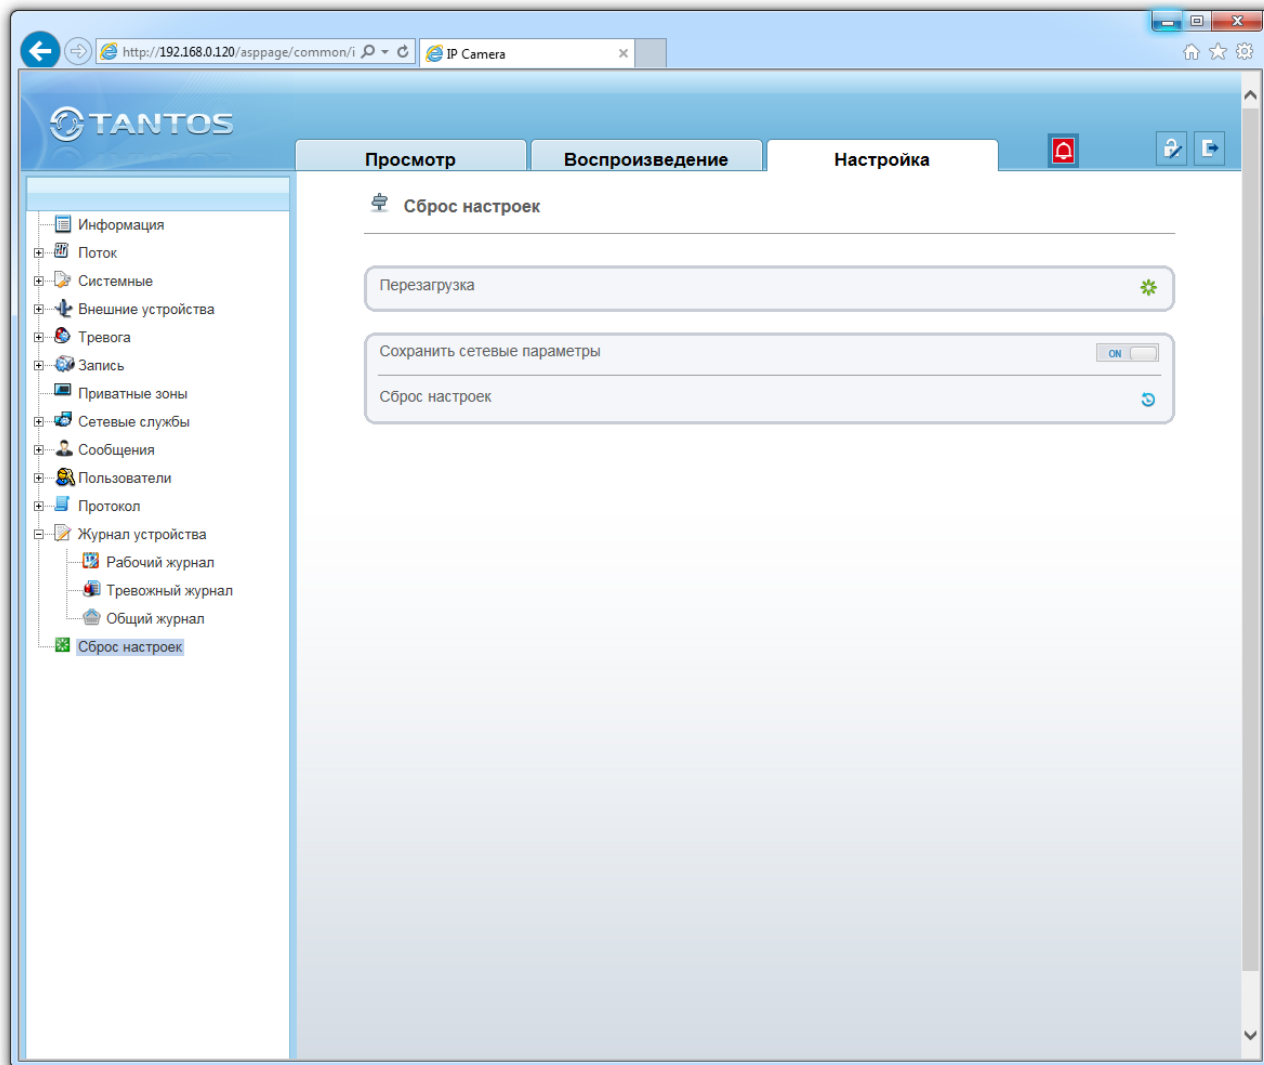 http://192.168.0.120/asppage/common/i
IP Camera
TANTOS
Просмотр
Воспроизведение
Настройка
Информация
Поток
Системные
Внешние устройства
Тревога
Запись
Приватные зоны
Сетевые службы
Сообщения
Пользователи
Протокол
Журнал устройства
Рабочий журнал
Тревожный журнал
Общий журнал
Сброс настроек
Сброс настроек
Перезагрузка
Сохранить сетевые параметры
ON
Сброс настроек